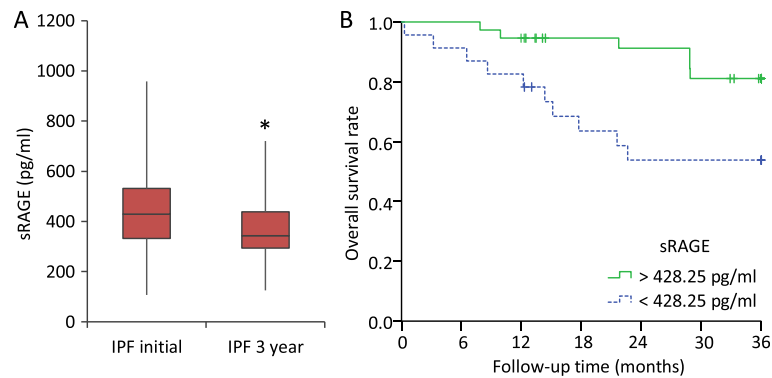 A
1200
1000
800
600
400
200
0
sRAGE (pg/ml)
*
IPF initial
IPF 3 year
B
1.0
0.8
0.6
0.4
0.2
0.0
Overall survival rate
sRAGE
> 428.25 pg/ml
< 428.25 pg/ml
0 6 12 18 24 30 36
Follow-up time (months)